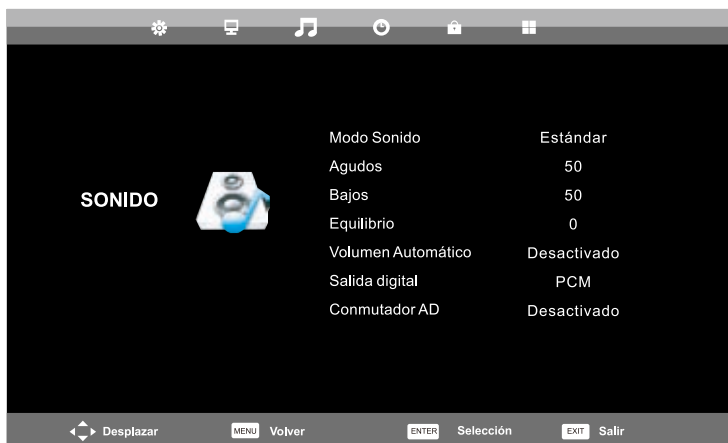 SONIDO
Modo Sonido Estándar
Agudos 50
Bajos 50
Equilibrio 0
Volumen Automático Desactivado
Salida digital PCM
Conmutador AD Desactivado
Desplazar MENU Volver ENTER Selección EXIT Salir